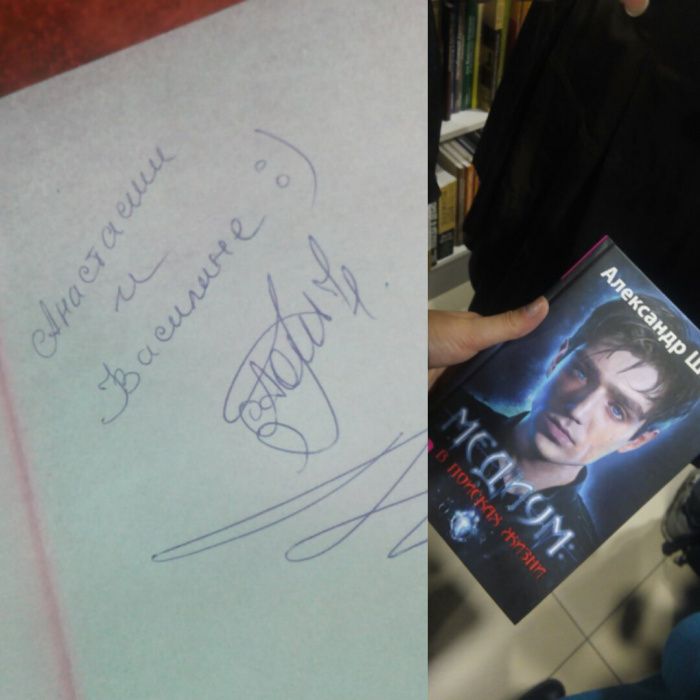 Анастасии
и
Василине :)
Александр Ш
МЕДИУМ:
В ПОИСКАХ ЖИЗНИ